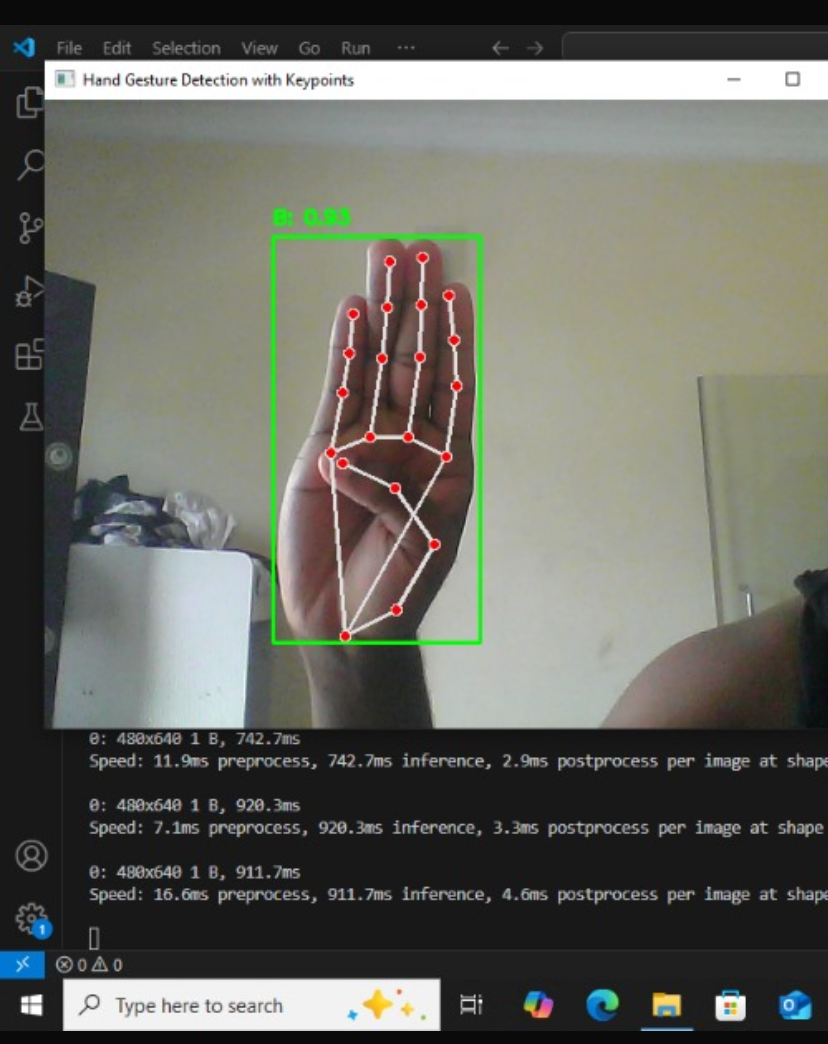 File Edit Selection View Go Run ...
Hand Gesture Detection with Keypoints
B: 0.93
0: 480x640 1 B, 742.7ms
Speed: 11.9ms preprocess, 742.7ms inference, 2.9ms postprocess per image at shape
0: 480x640 1 B, 920.3ms
Speed: 7.1ms preprocess, 920.3ms inference, 3.3ms postprocess per image at shape
0: 480x640 1 B, 911.7ms
Speed: 16.6ms preprocess, 911.7ms inference, 4.6ms postprocess per image at shape
1
0 0
Type here to search